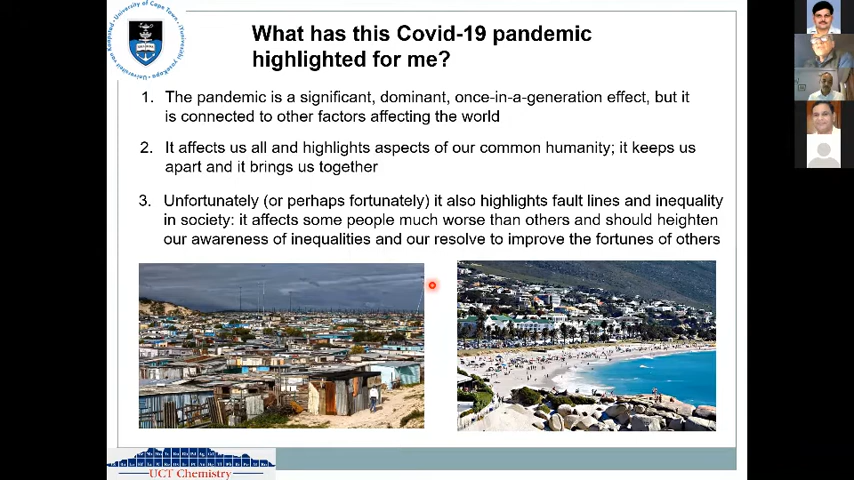 What has this Covid-19 pandemic
highlighted for me?
1. The pandemic is a significant, dominant, once-in-a-generation effect, but it
is connected to other factors affecting the world
2. It affects us all and highlights aspects of our common humanity; it keeps us
apart and it brings us together
3. Unfortunately (or perhaps fortunately) it also highlights fault lines and inequality
in society: it affects some people much worse than others and should heighten
our awareness of inequalities and our resolve to improve the fortunes of others
UCT Chemistry